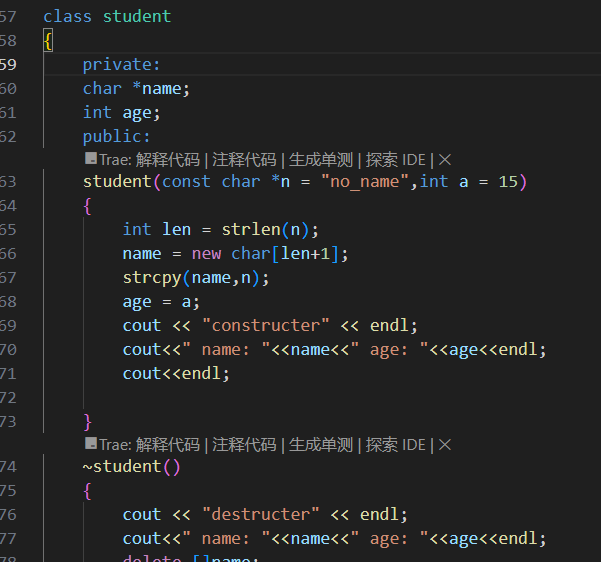 57 class student
58 {
59 private:
60 char *name;
61 int age;
62 public:
Trae: 解释代码 | 注释代码 | 生成单测 | 探索 IDE | ×
63 student(const char *n = "no_name",int a = 15)
64 {
65 int len = strlen(n);
66 name = new char[len+1];
67 strcpy(name,n);
68 age = a;
69 cout << "constructer" << endl;
70 cout<<" name: "<<name<<" age: "<<age<<endl;
71 cout<<endl;
72
73 }
Trae: 解释代码 | 注释代码 | 生成单测 | 探索 IDE | ×
74 ~student()
75 {
76 cout << "destructer" << endl;
77 cout<<" name: "<<name<<" age: "<<age<<endl;
78 delete []name;